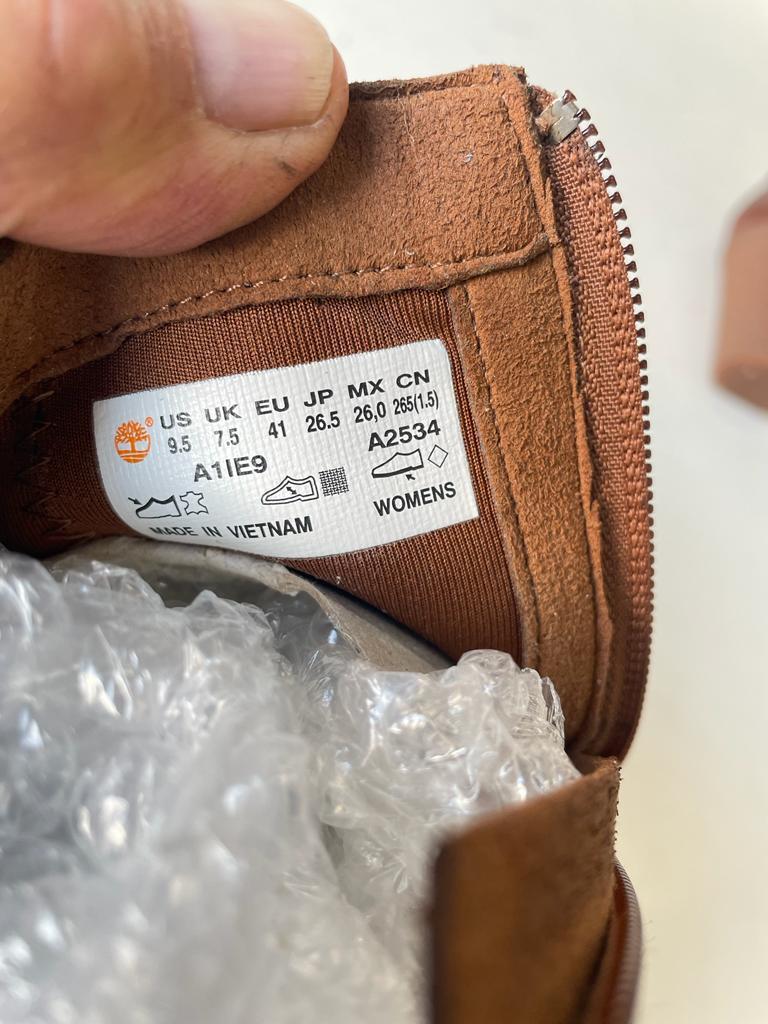 ® US UK EU JP MX CN
9.5 7.5 41 26.5 26,0 265(1.5)
A1IE9 A2534
MADE IN VIETNAM WOMENS